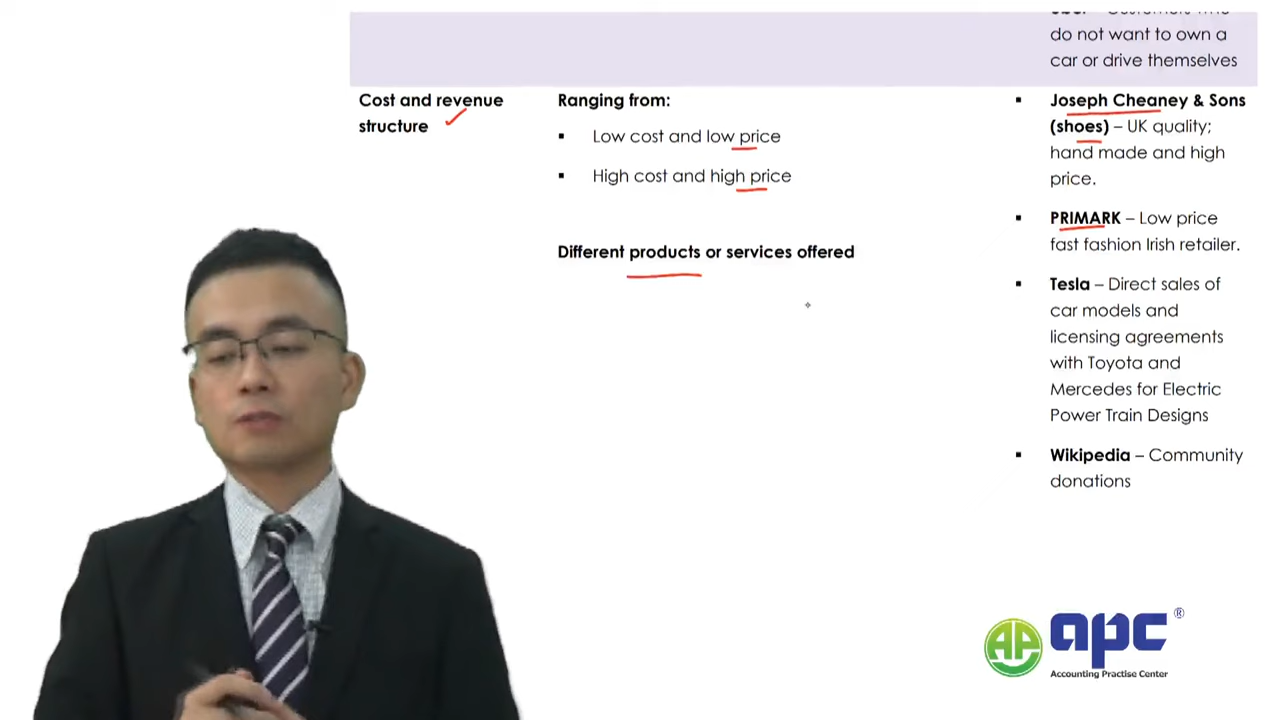 do not want to own a
car or drive themselves
Cost and revenue
structure
Ranging from:
▪ Low cost and low price
▪ High cost and high price
Different products or services offered
▪ Joseph Cheaney & Sons
(shoes) – UK quality;
hand made and high
price.
▪ PRIMARK – Low price
fast fashion Irish retailer.
▪ Tesla – Direct sales of
car models and
licensing agreements
with Toyota and
Mercedes for Electric
Power Train Designs
▪ Wikipedia – Community
donations
AP apc ®
Accounting Practise Center